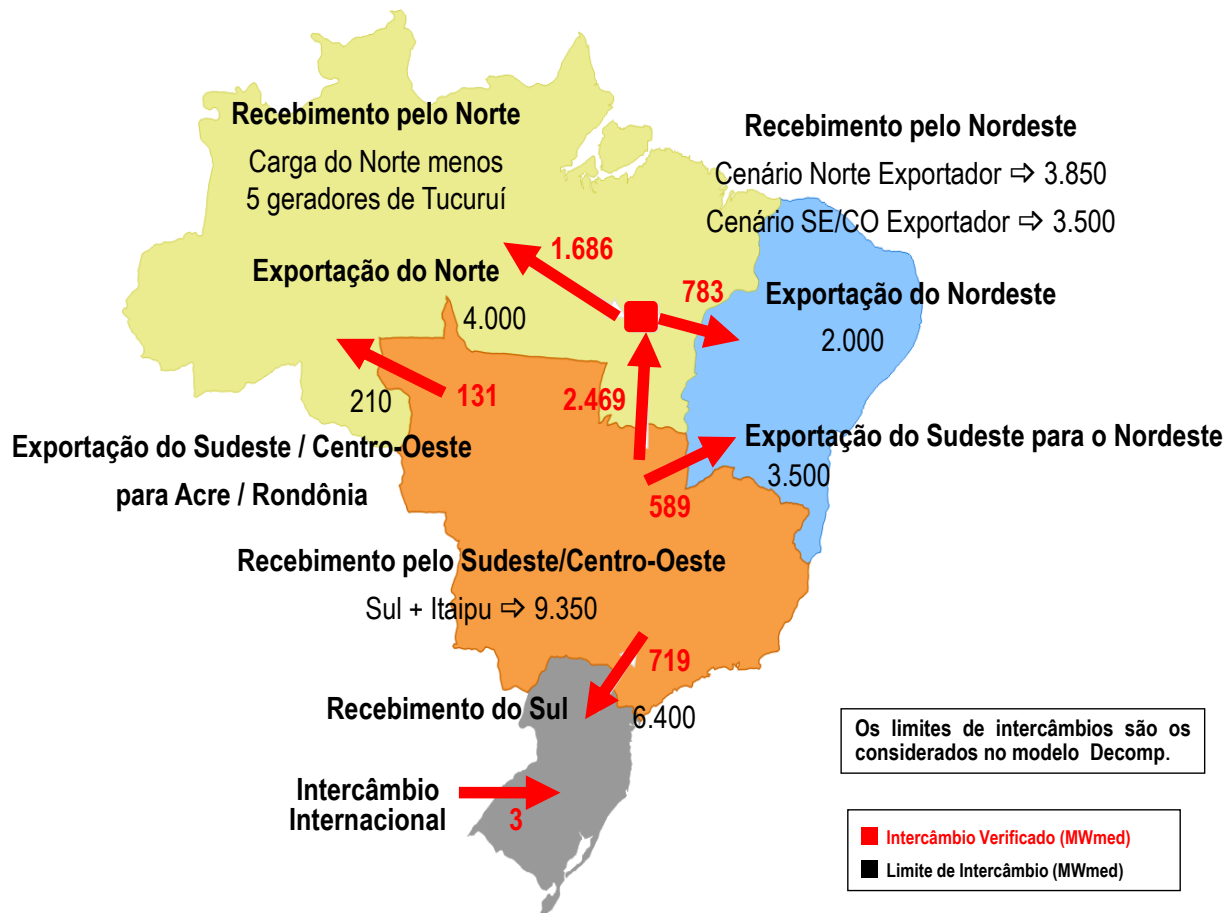 Recebimento pelo Norte
Carga do Norte menos
5 geradores de Tucuruí
Recebimento pelo Nordeste
Cenário Norte Exportador ⇨ 3.850
Cenário SE/CO Exportador ⇨ 3.500
1.686
Exportação do Norte
4.000
783
Exportação do Nordeste
2.000
210
131
2.469
Exportação do Sudeste / Centro-Oeste
para Acre / Rondônia
Exportação do Sudeste para o Nordeste
3.500
589
Recebimento pelo Sudeste/Centro-Oeste
Sul + Itaipu ⇨ 9.350
719
Recebimento do Sul
6.400
Intercâmbio
Internacional
3
Os limites de intercâmbios são os
considerados no modelo Decomp.
Intercâmbio Verificado (MWmed)
Limite de Intercâmbio (MWmed)